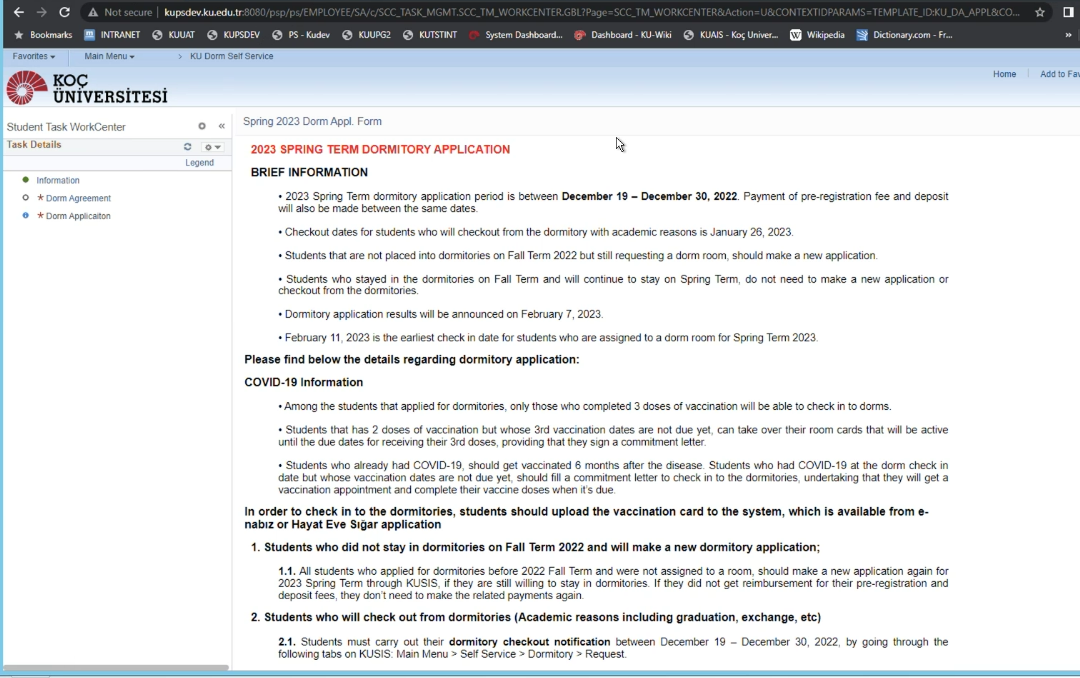 Not secure | kupsdev.ku.edu.tr:8080/psp/ps/EMPLOYEE/SA/c/SCC_TASK_MGMT.SCC_TM_WORKCENTER.GBL?Page=SCC_TM_WORKCENTER&Action=U&CONTEXTIDPARAMS=TEMPLATE_ID:KU_DA_APPL&CO...
Bookmarks INTRANET KUUAT KUPSDEV PS - Kudev KUUPG2 KUTSTINT System Dashboard... Dashboard - KU-Wiki KUAIS - Koç Univer... W Wikipedia Dictionary.com - Fr... »
Favorites Main Menu > KU Dorm Self Service
KOÇ
ÜNİVERSİTESİ
Home Add to Fav
Student Task WorkCenter «
Task Details
Legend
Information
* Dorm Agreement
* Dorm Applicaiton
Spring 2023 Dorm Appl. Form
2023 SPRING TERM DORMITORY APPLICATION
BRIEF INFORMATION
• 2023 Spring Term dormitory application period is between December 19 – December 30, 2022. Payment of pre-registration fee and deposit
will also be made between the same dates.
• Checkout dates for students who will checkout from the dormitory with academic reasons is January 26, 2023.
• Students that are not placed into dormitories on Fall Term 2022 but still requesting a dorm room, should make a new application.
• Students who stayed in the dormitories on Fall Term and will continue to stay on Spring Term, do not need to make a new application or
checkout from the dormitories.
• Dormitory application results will be announced on February 7, 2023.
• February 11, 2023 is the earliest check in date for students who are assigned to a dorm room for Spring Term 2023.
Please find below the details regarding dormitory application:
COVID-19 Information
• Among the students that applied for dormitories, only those who completed 3 doses of vaccination will be able to check in to dorms.
• Students that has 2 doses of vaccination but whose 3rd vaccination dates are not due yet, can take over their room cards that will be active
until the due dates for receiving their 3rd doses, providing that they sign a commitment letter.
• Students who already had COVID-19, should get vaccinated 6 months after the disease. Students who had COVID-19 at the dorm check in
date but whose vaccination dates are not due yet, should fill a commitment letter to check in to the dormitories, undertaking that they will get a
vaccination appointment and complete their vaccine doses when it's due.
In order to check in to the dormitories, students should upload the vaccination card to the system, which is available from e-
nabız or Hayat Eve Sığar application
1. Students who did not stay in dormitories on Fall Term 2022 and will make a new dormitory application;
1.1. All students who applied for dormitories before 2022 Fall Term and were not assigned to a room, should make a new application again for
2023 Spring Term through KUSIS, if they are still willing to stay in dormitories. If they did not get reimbursement for their pre-registration and
deposit fees, they don't need to make the related payments again.
2. Students who will check out from dormitories (Academic reasons including graduation, exchange, etc)
2.1. Students must carry out their dormitory checkout notification between December 19 – December 30, 2022, by going through the
following tabs on KUSIS: Main Menu > Self Service > Dormitory > Request.